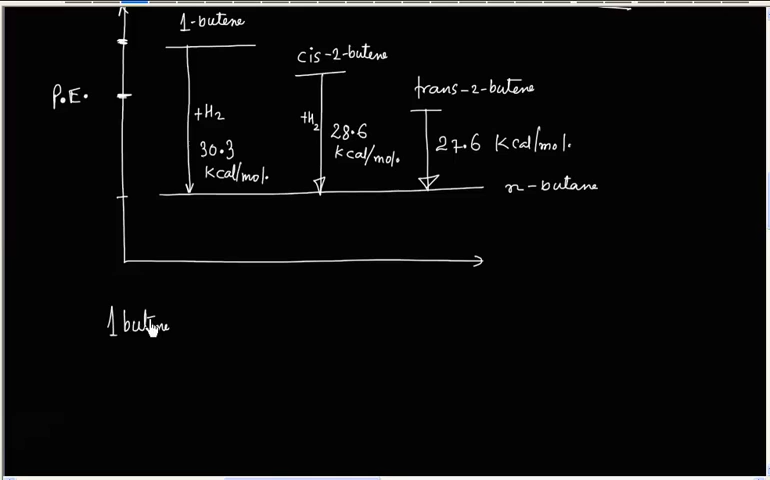 1-butene
cis-2-butene
trans-2-butene
P.E.
+H2
+H2
30.3
Kcal/mol.
28.6
Kcal/mol.
27.6 Kcal/mol.
n-butane
1 butene